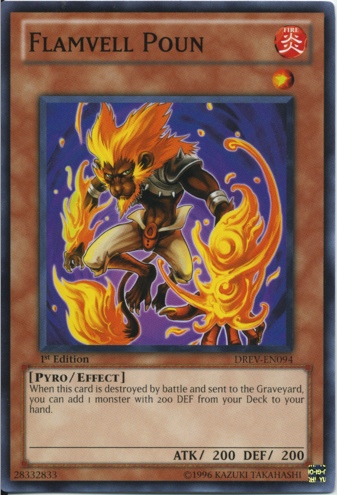 FLAMVELL POUN
FIRE
炎
1st Edition
DREV-EN094
[PYRO/EFFECT]
When this card is destroyed by battle and sent to the Graveyard,
you can add 1 monster with 200 DEF from your Deck to your
hand.
ATK/ 200 DEF/ 200
28332833
©1996 KAZUKI TAKAHASHI